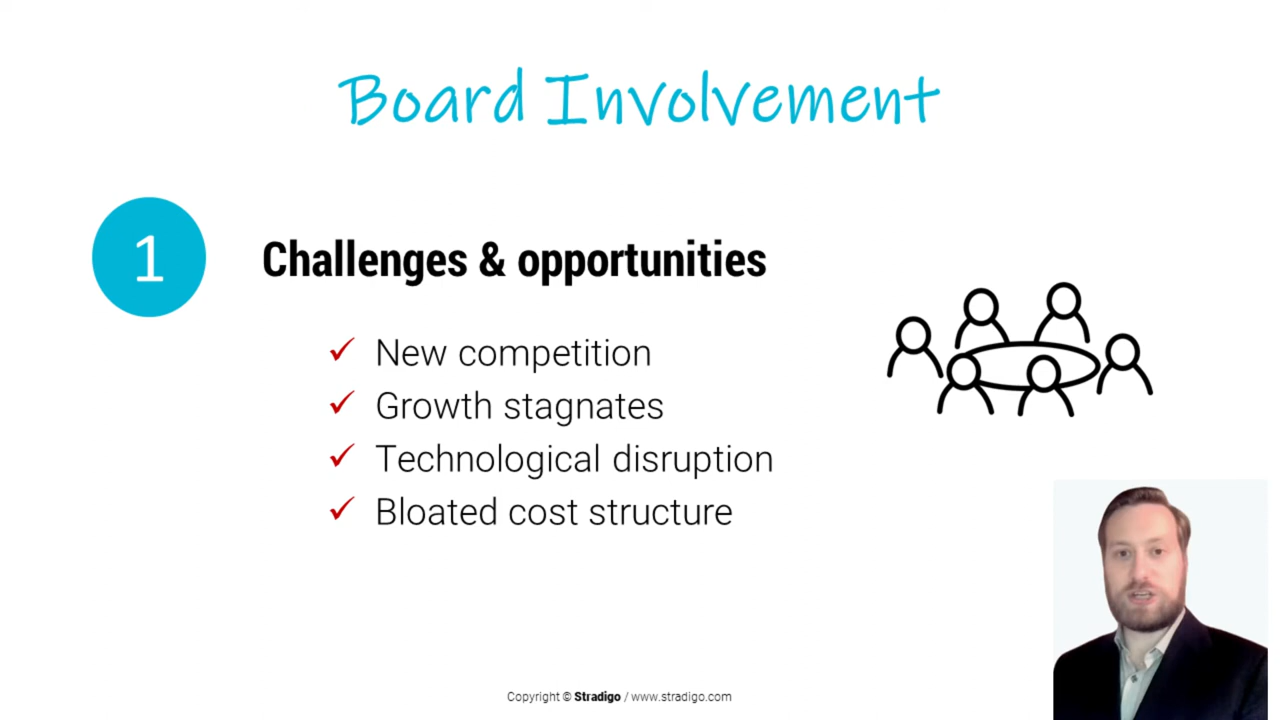 Board Involvement
1
Challenges & opportunities
✓ New competition
✓ Growth stagnates
✓ Technological disruption
✓ Bloated cost structure
Copyright © Stradigo / www.stradigo.com